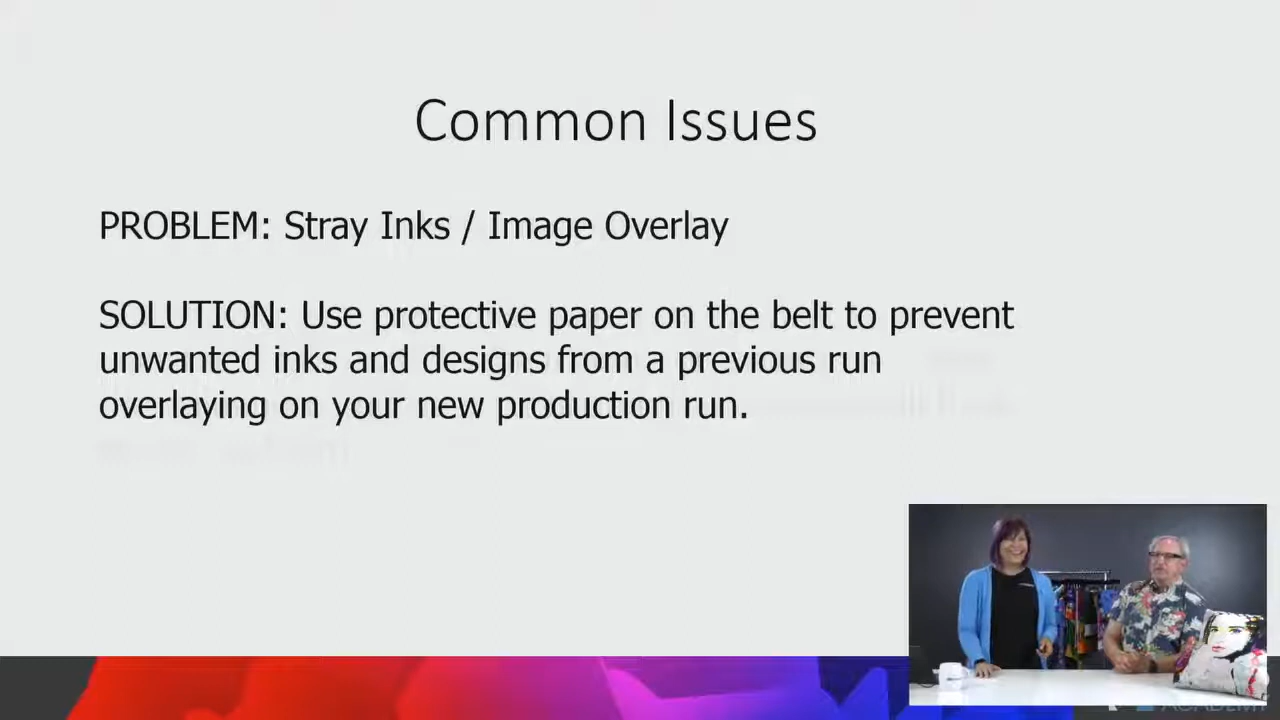 Common Issues
PROBLEM: Stray Inks / Image Overlay
SOLUTION: Use protective paper on the belt to prevent
unwanted inks and designs from a previous run
overlaying on your new production run.
ACADEMY